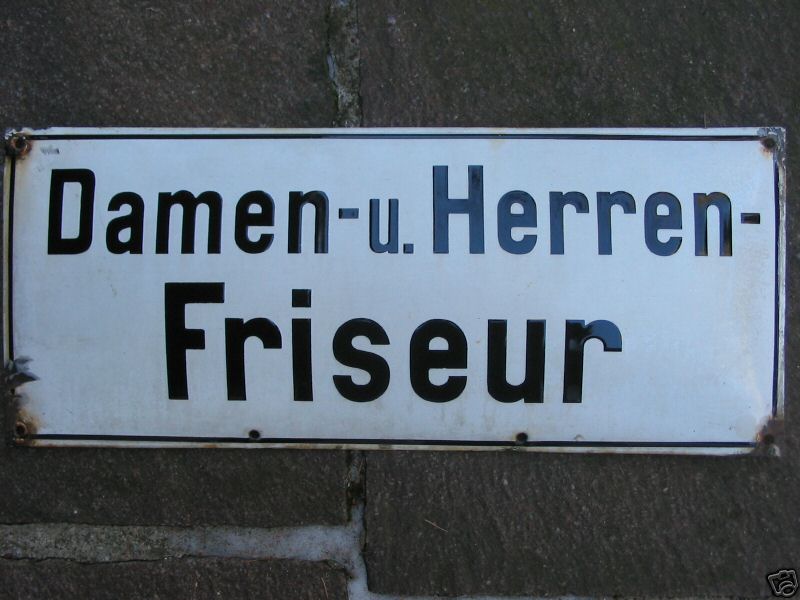 Damen- u. Herren-
Friseur